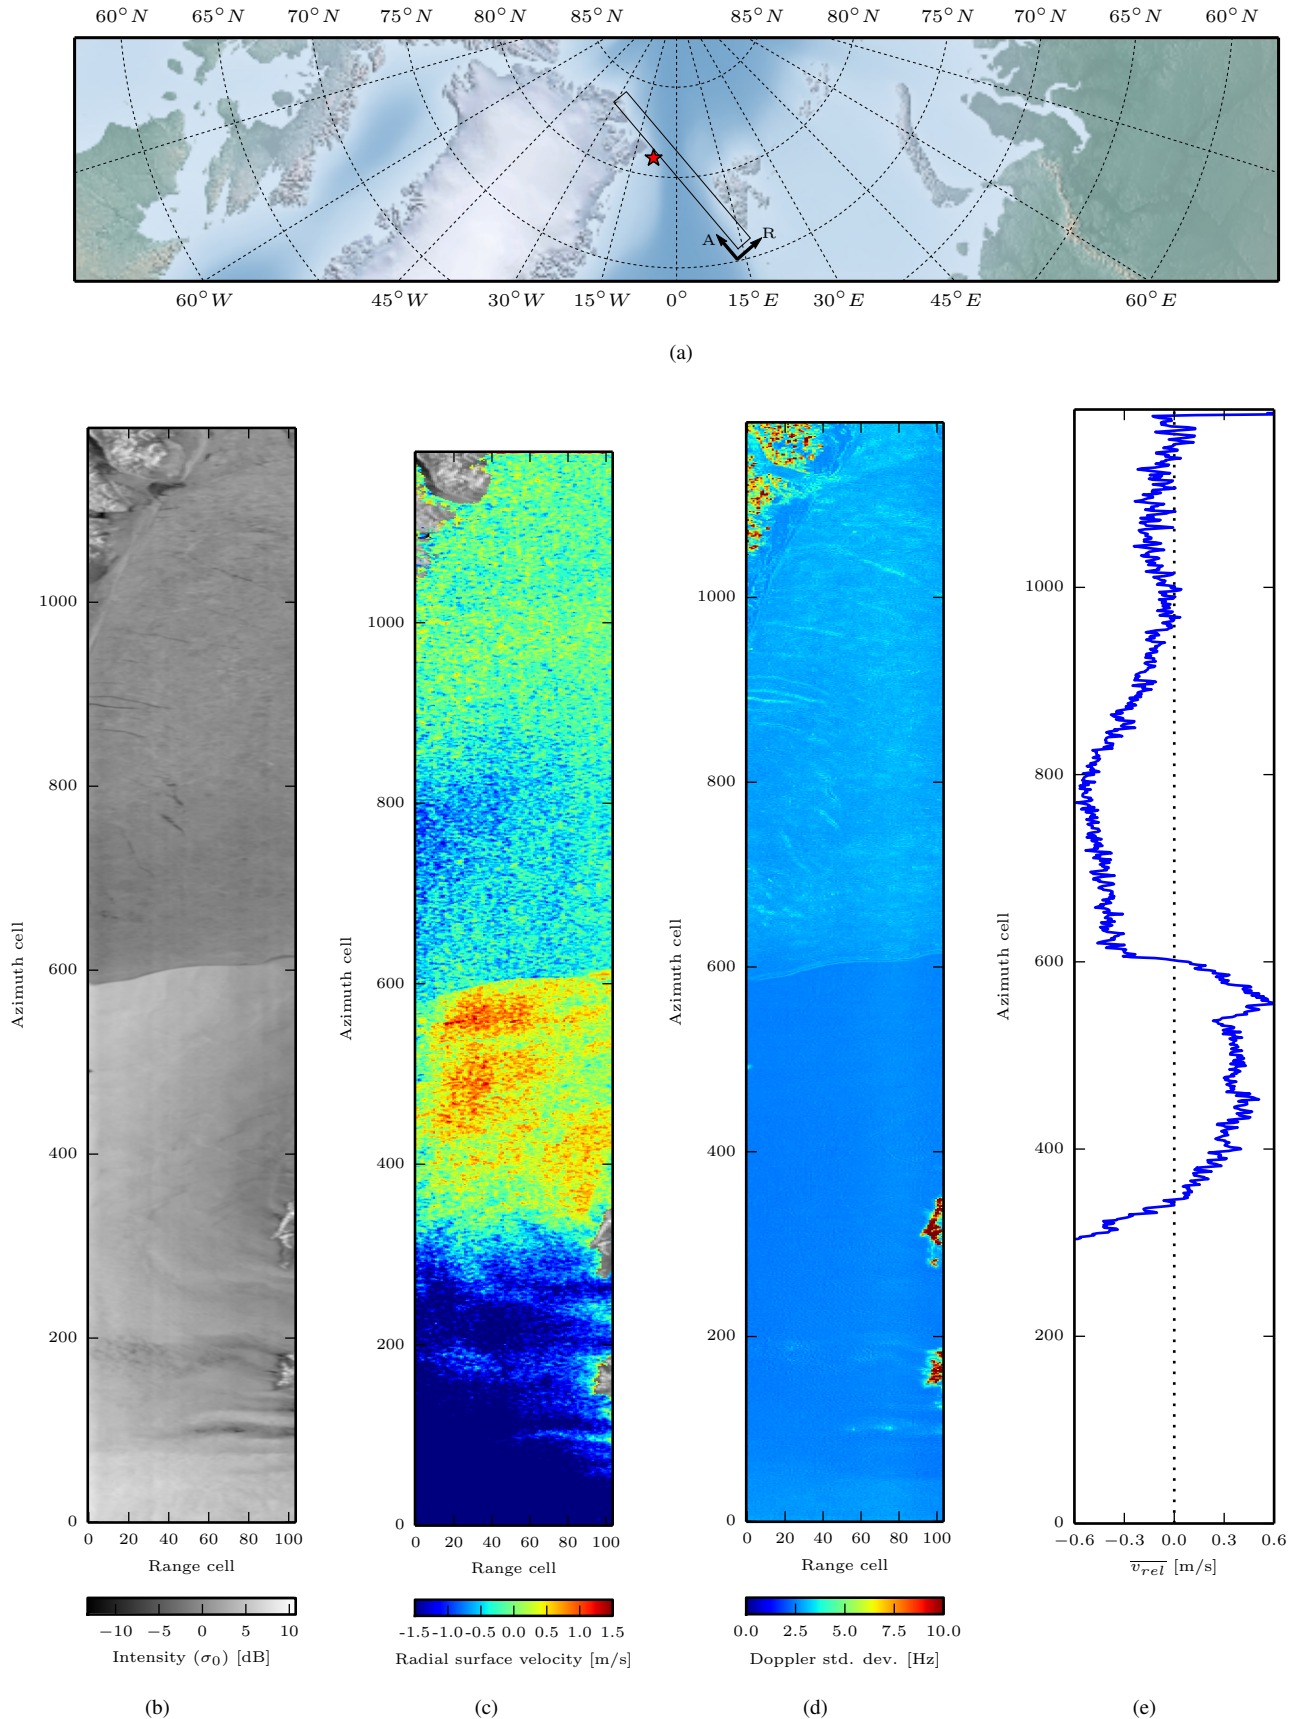 60°N 65°N 70°N 75°N 80°N 85°N 85°N 80°N 75°N 70°N 65°N 60°N
A R
60°W 45°W 30°W 15°W 0° 15°E 30°E 45°E 60°E
(a)
Azimuth cell
1000
800
600
400
200
0
0 20 40 60 80 100
Range cell
−10 −5 0 5 10
Intensity (σ0) [dB]
(b)
Azimuth cell
1000
800
600
400
200
0
0 20 40 60 80 100
Range cell
-1.5 -1.0 -0.5 0.0 0.5 1.0 1.5
Radial surface velocity [m/s]
(c)
Azimuth cell
1000
800
600
400
200
0
0 20 40 60 80 100
Range cell
0.0 2.5 5.0 7.5 10.0
Doppler std. dev. [Hz]
(d)
Azimuth cell
1000
800
600
400
200
0
−0.6 −0.3 0.0 0.3 0.6
v̅r̅e̅l̅ [m/s]
(e)